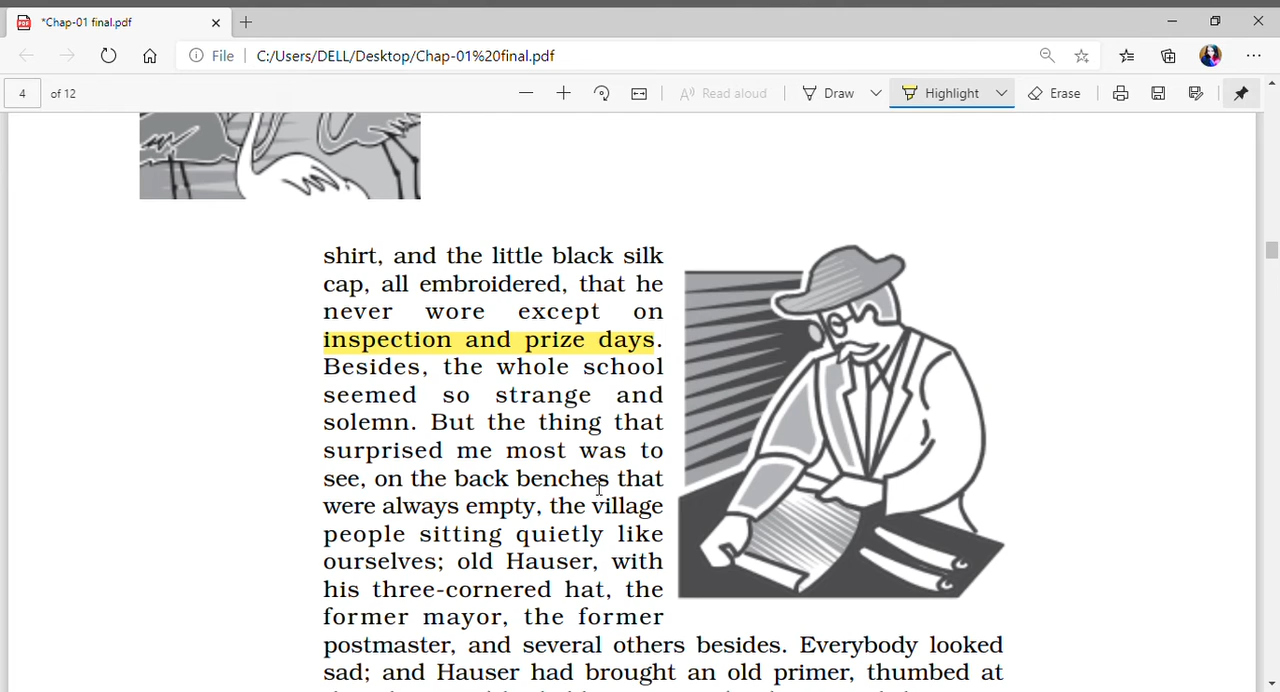 *Chap-01 final.pdf
File C:/Users/DELL/Desktop/Chap-01%20final.pdf
4 of 12 Read aloud Draw Highlight Erase
shirt, and the little black silk
cap, all embroidered, that he
never wore except on
inspection and prize days.
Besides, the whole school
seemed so strange and
solemn. But the thing that
surprised me most was to
see, on the back benches that
were always empty, the village
people sitting quietly like
ourselves; old Hauser, with
his three-cornered hat, the
former mayor, the former
postmaster, and several others besides. Everybody looked
sad; and Hauser had brought an old primer, thumbed at